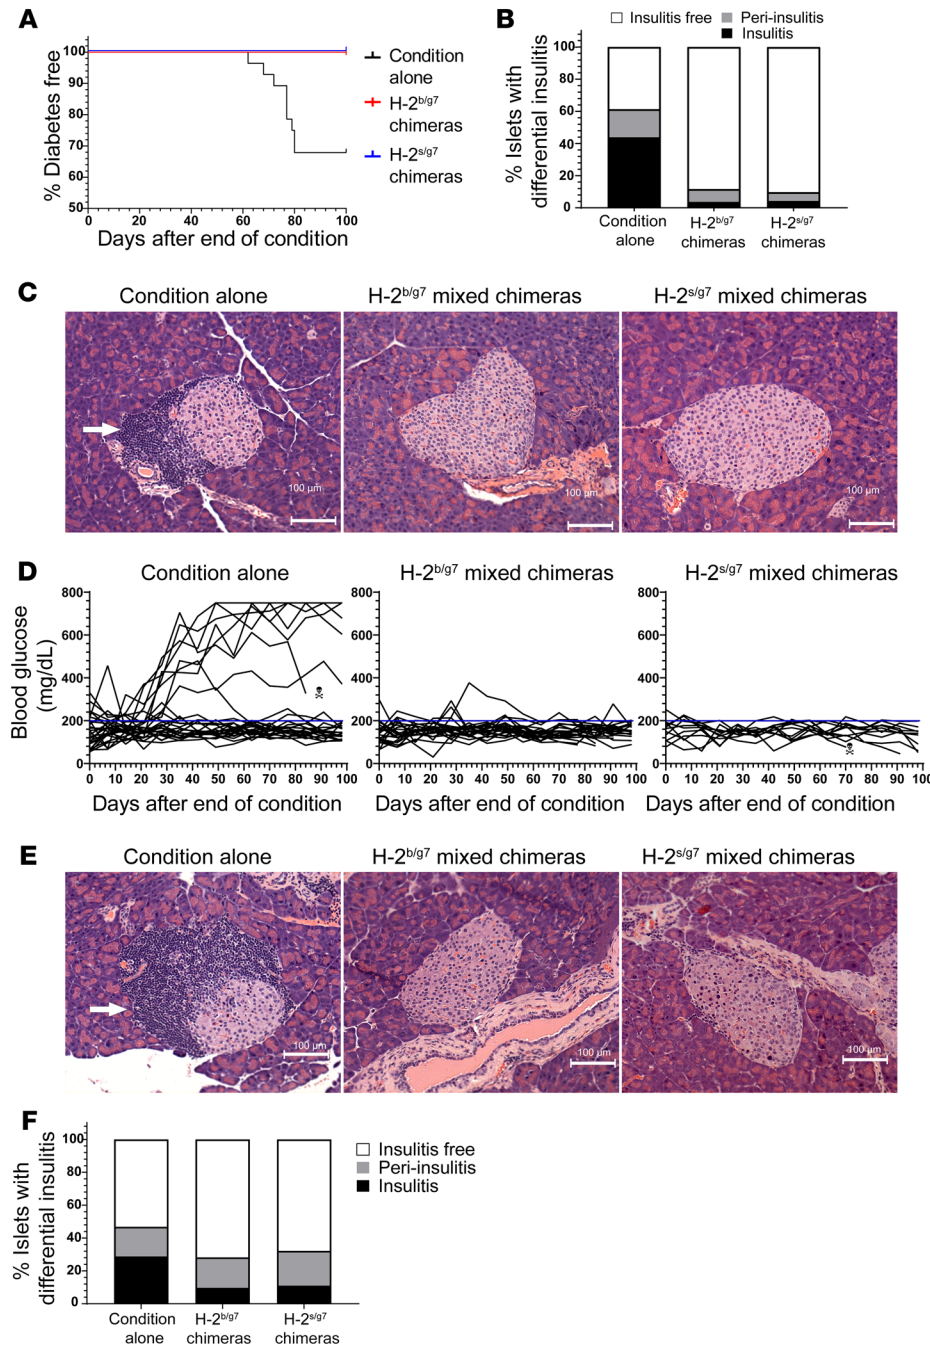 A
% Diabetes free
100
90
80
70
60
50
0
20
40
60
80
100
Days after end of condition
Condition
alone
H-2b/g7
chimeras
H-2s/g7
chimeras
B
Insulitis free
Peri-insulitis
Insulitis
% Islets with
differential insulitis
100
80
60
40
20
0
Condition
alone
H-2b/g7
chimeras
H-2s/g7
chimeras
C
Condition alone
H-2b/g7 mixed chimeras
H-2s/g7 mixed chimeras
100 µm
100 µm
100 µm
D
Condition alone
H-2b/g7 mixed chimeras
H-2s/g7 mixed chimeras
Blood glucose
(mg/dL)
800
600
400
200
0
0 10 20 30 40 50 60 70 80 90 100
Days after end of condition
800
600
400
200
0
0 10 20 30 40 50 60 70 80 90 100
Days after end of condition
800
600
400
200
0
0 10 20 30 40 50 60 70 80 90 100
Days after end of condition
E
Condition alone
H-2b/g7 mixed chimeras
H-2s/g7 mixed chimeras
100 µm
100 µm
100 µm
F
% Islets with
differential insulitis
100
80
60
40
20
0
Condition
alone
H-2b/g7
chimeras
H-2s/g7
chimeras
Insulitis free
Peri-insulitis
Insulitis